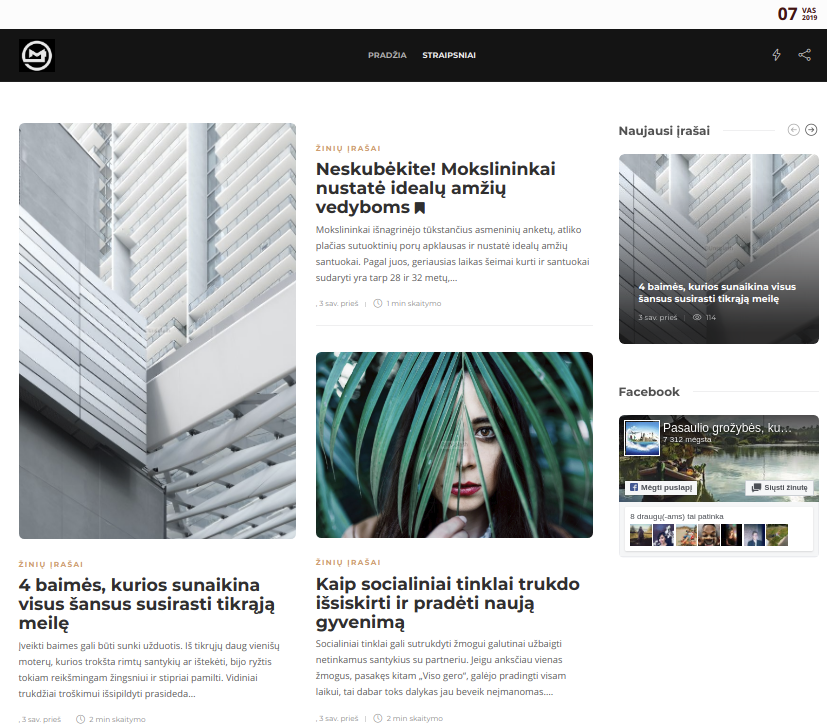 07 VAS
2019
PRADŽIA STRAIPSNIAI
ŽINIŲ ĮRAŠAI
Neskubėkite! Mokslininkai
nustatė idealų amžių
vedyboms
Mokslininkai išnagrinėjo tūkstančius asmeninių anketų, atliko
plačias sutuoktinių porų apklausas ir nustatė idealų amžių
santuokai. Pagal juos, geriausias laikas šeimai kurti ir santuokai
sudaryti yra tarp 28 ir 32 metų,...
, 3 sav. prieš | 1 min skaitymo
ŽINIŲ ĮRAŠAI
4 baimės, kurios sunaikina
visus šansus susirasti tikrąją
meilę
Įveikti baimes gali būti sunki užduotis. Iš tikrųjų daug vienišų
moterų, kurios trokšta rimtų santykių ar ištekėti, bijo ryžtis
tokiam reikšmingam žingsniui ir stipriai pamilti. Vidiniai
trukdžiai troškimui išsipildyti prasideda...
, 3 sav. prieš 2 min skaitymo
ŽINIŲ ĮRAŠAI
Kaip socialiniai tinklai trukdo
išsiskirti ir pradėti naują
gyvenimą
Socialiniai tinklai gali sutrukdyti žmogui galutinai užbaigti
netinkamus santykius su partneriu. Jeigu anksčiau vienas
žmogus, pasakęs kitam „Viso gero“, galėjo pradingti visam
laikui, tai dabar toks dalykas jau beveik neįmanomas....
, 3 sav. prieš | 2 min skaitymo
Naujausi įrašai
4 baimės, kurios sunaikina visus
šansus susirasti tikrąją meilę
3 sav. prieš | 114
Facebook
Pasaulio grožybės, ku...
7 312 mėgsta
Mėgti puslapį Siųsti žinutę
8 draugų(-ams) tai patinka